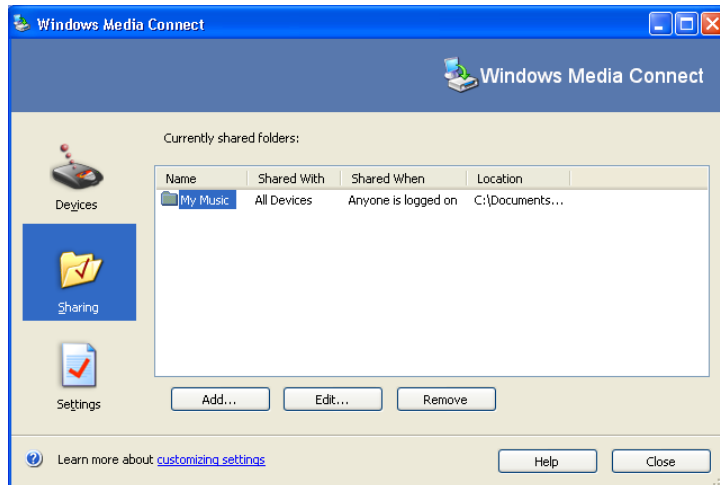 Windows Media Connect
Windows Media Connect
Currently shared folders:
Name Shared With Shared When Location
My Music All Devices Anyone is logged on C:\Documents...
Devices
Sharing
Settings
Add... Edit... Remove
Learn more about customizing settings
Help Close